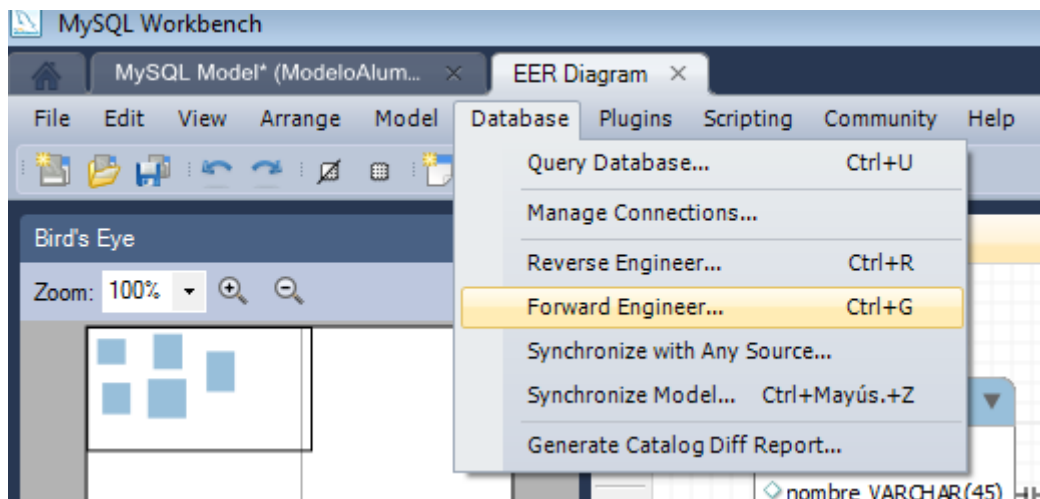 MySQL Workbench
MySQL Model* (ModeloAlum... EER Diagram
File Edit View Arrange Model Database Plugins Scripting Community Help
Query Database... Ctrl+U
Manage Connections...
Bird's Eye
Reverse Engineer... Ctrl+R
Zoom: 100%
Forward Engineer... Ctrl+G
Synchronize with Any Source...
Synchronize Model... Ctrl+Mayús.+Z
Generate Catalog Diff Report...
nombre VARCHAR(45)